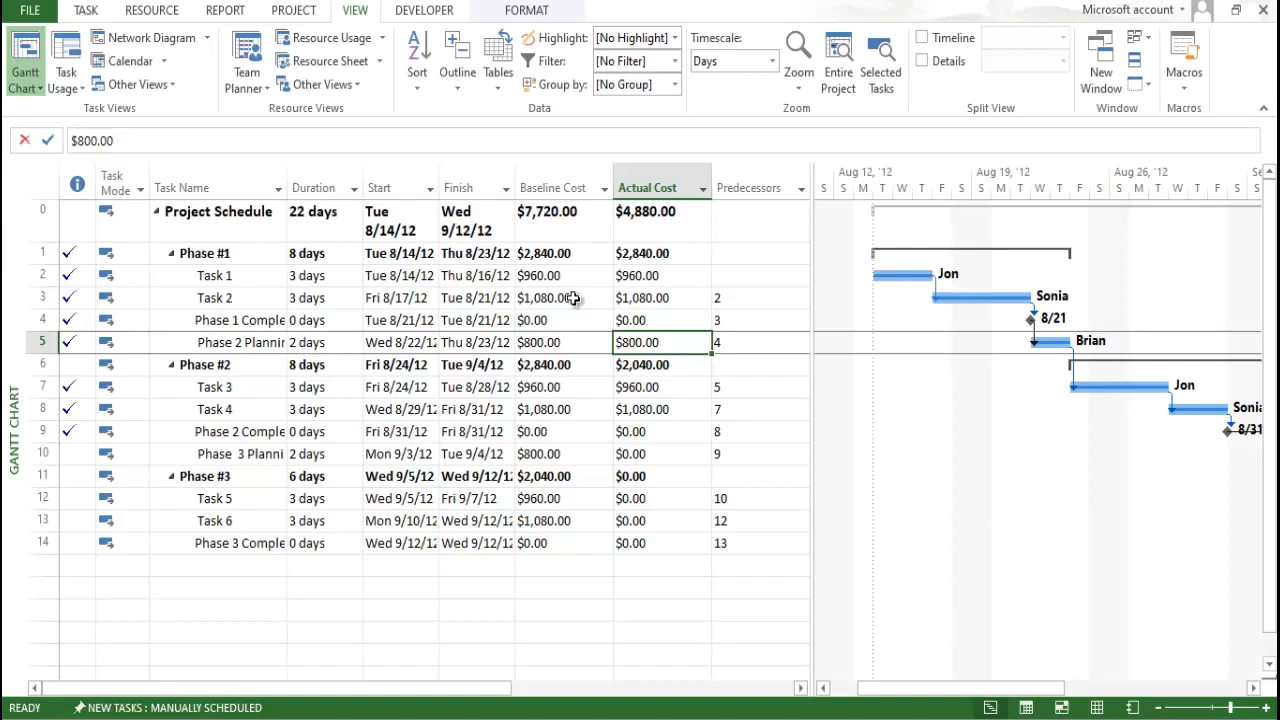 FILE TASK RESOURCE REPORT PROJECT VIEW DEVELOPER FORMAT Microsoft account
Gantt Chart
Task Usage
Network Diagram
Calendar
Other Views
Task Views
Team Planner
Resource Usage
Resource Sheet
Other Views
Resource Views
Sort
Outline
Tables
Highlight: [No Highlight]
Filter: [No Filter]
Group by: [No Group]
Data
Timescale:
Days
Zoom
Entire Project
Selected Tasks
Zoom
Timeline
Details
Split View
New Window
Window
Macros
Macros
$800.00
Task Mode Task Name Duration Start Finish Baseline Cost Actual Cost Predecessors
0 Project Schedule 22 days Tue 8/14/12 Wed 9/12/12 $7,720.00 $4,880.00
1 Phase #1 8 days Tue 8/14/12 Thu 8/23/12 $2,840.00 $2,840.00
2 Task 1 3 days Tue 8/14/12 Thu 8/16/12 $960.00 $960.00
3 Task 2 3 days Fri 8/17/12 Tue 8/21/12 $1,080.00 $1,080.00 2
4 Phase 1 Comple 0 days Tue 8/21/12 Tue 8/21/12 $0.00 $0.00 3
5 Phase 2 Plannin 2 days Wed 8/22/12 Thu 8/23/12 $800.00 $800.00 4
6 Phase #2 8 days Fri 8/24/12 Tue 9/4/12 $2,840.00 $2,040.00
7 Task 3 3 days Fri 8/24/12 Tue 8/28/12 $960.00 $960.00 5
8 Task 4 3 days Wed 8/29/12 Fri 8/31/12 $1,080.00 $1,080.00 7
9 Phase 2 Comple 0 days Fri 8/31/12 Fri 8/31/12 $0.00 $0.00 8
10 Phase 3 Planni 2 days Mon 9/3/12 Tue 9/4/12 $800.00 $0.00 9
11 Phase #3 6 days Wed 9/5/12 Wed 9/12/12 $2,040.00 $0.00
12 Task 5 3 days Wed 9/5/12 Fri 9/7/12 $960.00 $0.00 10
13 Task 6 3 days Mon 9/10/12 Wed 9/12/12 $1,080.00 $0.00 12
14 Phase 3 Comple 0 days Wed 9/12/12 Wed 9/12/12 $0.00 $0.00 13
Aug 12, '12 Aug 19, '12 Aug 26, '12 Se
S M T W T F S S M T W T F S S M T W T F S S
Jon
Sonia
8/21
Brian
Jon
Sonia
8/31
GANTT CHART
READY NEW TASKS : MANUALLY SCHEDULED